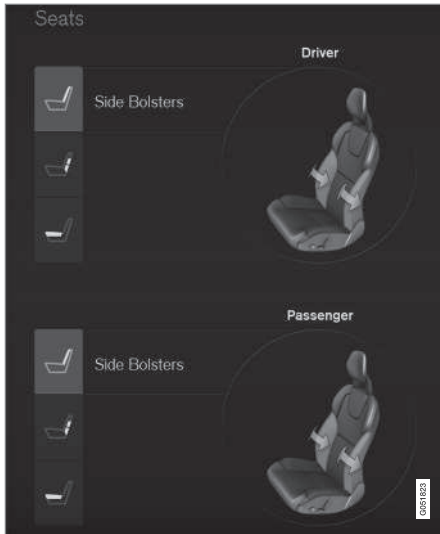 Seats
Driver
Side Bolsters
Passenger
Side Bolsters
G051823